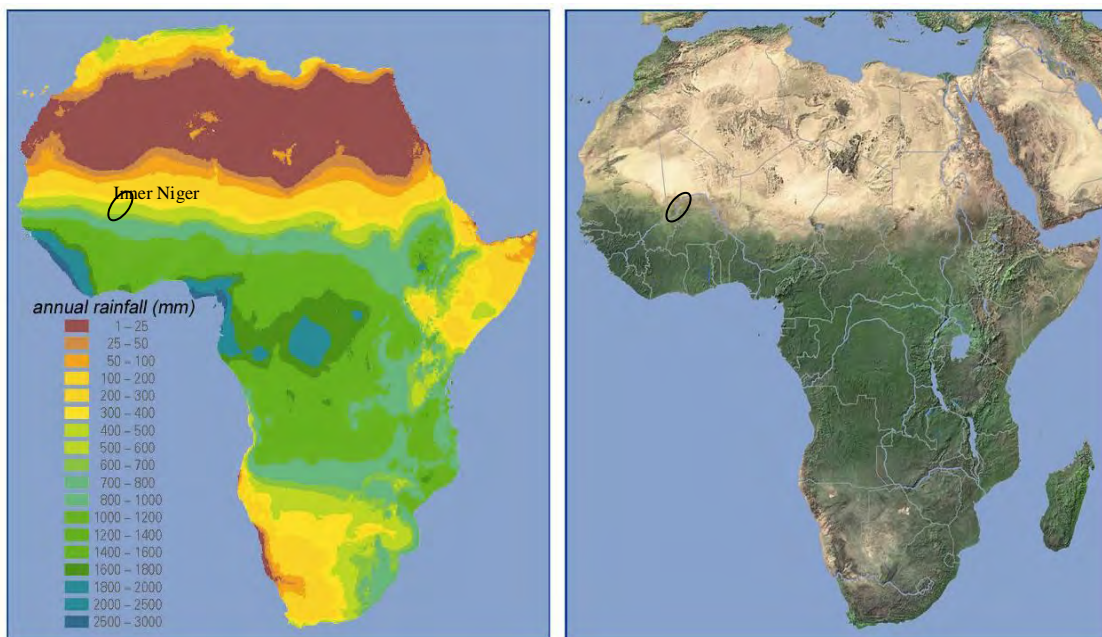 Inner Niger
annual rainfall (mm)
1 – 25
25 – 50
50 – 100
100 – 200
200 – 300
300 – 400
400 – 500
500 – 600
600 – 700
700 – 800
800 – 1000
1000 – 1200
1200 – 1400
1400 – 1600
1600 – 1800
1800 – 2000
2000 – 2500
2500 – 3000